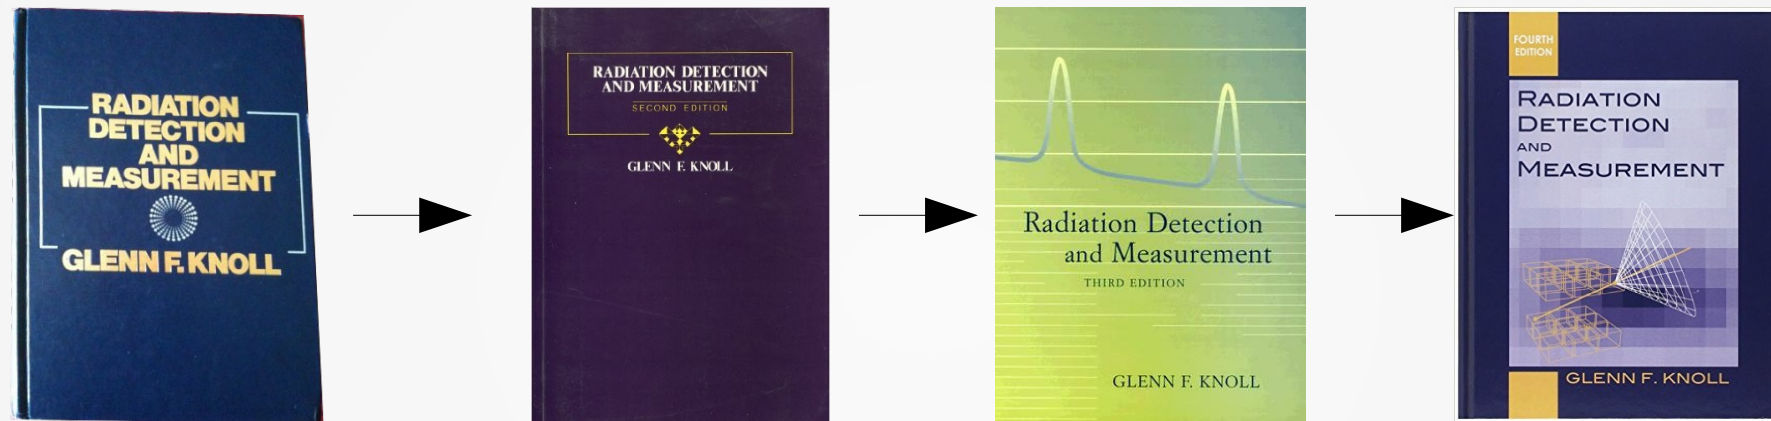 RADIATION
DETECTION
AND
MEASUREMENT
GLENN F. KNOLL
RADIATION DETECTION
AND MEASUREMENT
SECOND EDITION
GLENN F. KNOLL
Radiation Detection
and Measurement
THIRD EDITION
GLENN F. KNOLL
FOURTH
EDITION
RADIATION
DETECTION
AND
MEASUREMENT
GLENN F. KNOLL